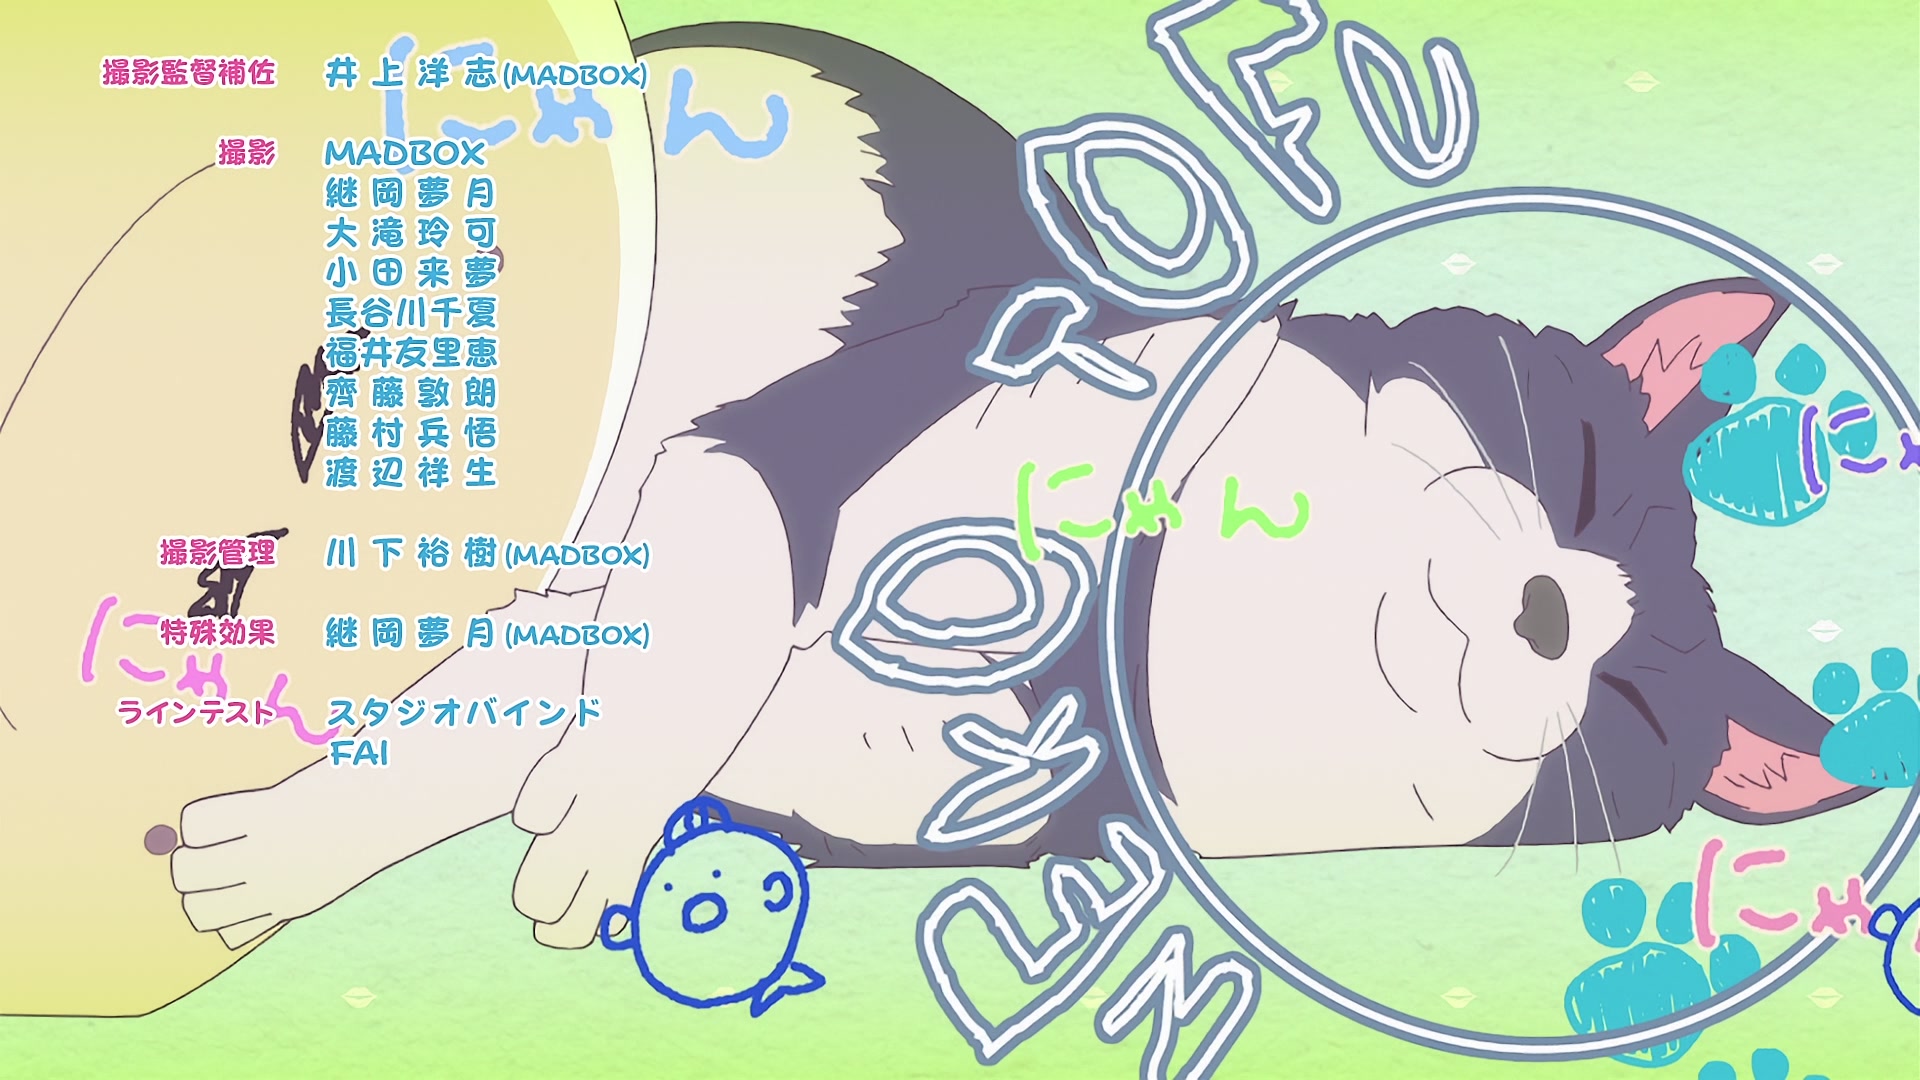 撮影監督補佐 井上洋志(MADBOX)
撮影 MADBOX
継岡夢月
大滝玲可
小田来夢
長谷川千夏
福井友里恵
齊藤敦朗
藤村兵悟
渡辺祥生
撮影管理 川下裕樹(MADBOX)
特殊効果 継岡夢月(MADBOX)
ラインテスト スタジオバインド
FAI
にゃん
にゃん
にゃん
にゃ
にゃ